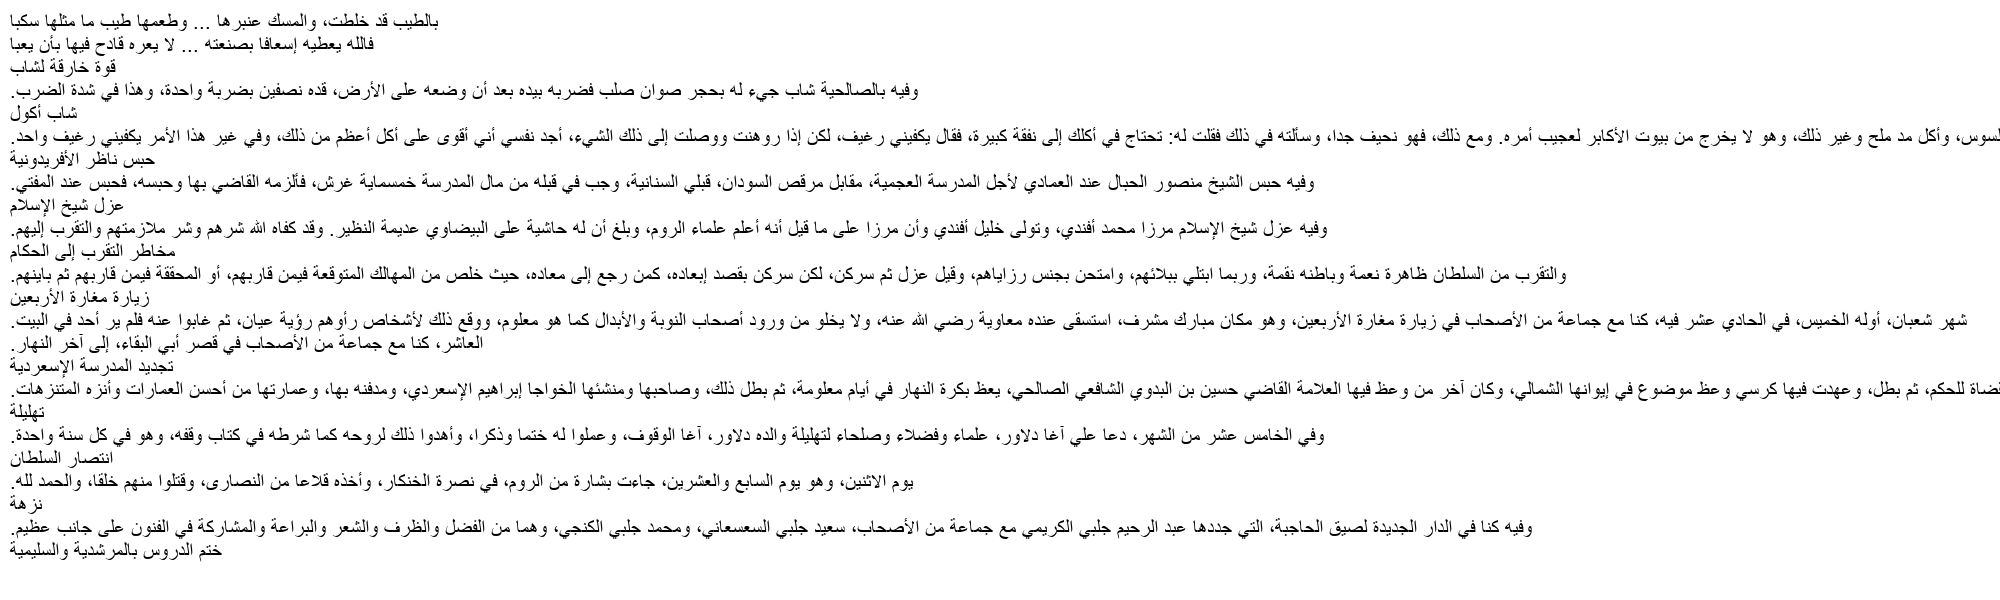 بالطيب قد خلطت، والمسك عنبرها ... وطعمها طيب ما مثلها سكبا
فالله يعطيه إسعافا بصنعته ... لا يعره قادح فيها بأن يعبا
قوة خارقة لشاب
وفيه بالصالحية شاب جيء له بحجر صوان صلب فضربه بيده بعد أن وضعه على الأرض، قده نصفين بضربة واحدة، وهذا في شدة الضرب.
شاب أكول
لسوس، وأكل مد ملح وغير ذلك، وهو لا يخرج من بيوت الأكابر لعجيب أمره. ومع ذلك، فهو نحيف جدا، وسألته في ذلك فقلت له: تحتاج في أكلك إلى نفقة كبيرة، فقال يكفيني رغيف، لكن إذا روهنت ووصلت إلى ذلك الشيء، أجد نفسي أني أقوى على أكل أعظم من ذلك، وفي غير هذا الأمر يكفيني رغيف واحد.
حبس ناظر الأفريدونية
وفيه حبس الشيخ منصور الحبال عند العمادي لأجل المدرسة العجمية، مقابل مرقص السودان، قبلي السنانية، وجب في قبله من مال المدرسة خمسماية غرش، فألزمه القاضي بها وحبسه، فحبس عند المفتي.
عزل شيخ الإسلام
وفيه عزل شيخ الإسلام مرزا محمد أفندي، وتولى خليل أفندي وأن مرزا على ما قيل أنه أعلم علماء الروم، وبلغ أن له حاشية على البيضاوي عديمة النظير. وقد كفاه الله شرهم وشر ملازمتهم والتقرب إليهم.
مخاطر التقرب إلى الحكام
والتقرب من السلطان ظاهرة نعمة وباطنه نقمة، وربما ابتلي ببلائهم، وامتحن بجنس رزاياهم، وقيل عزل ثم سركن، لكن سركن بقصد إبعاده، كمن رجع إلى معاده، حيث خلص من المهالك المتوقعة فيمن قاربهم، أو المحققة فيمن قاربهم ثم باينهم.
زيارة مغارة الأربعين
شهر شعبان، أوله الخميس، في الحادي عشر فيه، كنا مع جماعة من الأصحاب في زيارة مغارة الأربعين، وهو مكان مبارك مشرف، استسقى عنده معاوية رضي الله عنه، ولا يخلو من ورود أصحاب النوبة والأبدال كما هو معلوم، ووقع ذلك لأشخاص رأوهم رؤية عيان، ثم غابوا عنه فلم ير أحد في البيت.
العاشر، كنا مع جماعة من الأصحاب في قصر أبي البقاء، إلى آخر النهار.
تجديد المدرسة الإسعردية
ضاة للحكم، ثم بطل، وعهدت فيها كرسي وعظ موضوع في إيوانها الشمالي، وكان آخر من وعظ فيها العلامة القاضي حسين بن البدوي الشافعي الصالحي، يعظ بكرة النهار في أيام معلومة، ثم بطل ذلك، وصاحبها ومنشئها الخواجا إبراهيم الإسعردي، ومدفنه بها، وعمارتها من أحسن العمارات وأنزه المتنزهات.
تهليلة
وفي الخامس عشر من الشهر، دعا علي آغا دلاور، علماء وفضلاء وصلحاء لتهليلة والده دلاور، آغا الوقوف، وعملوا له ختما وذكرا، وأهدوا ذلك لروحه كما شرطه في كتاب وقفه، وهو في كل سنة واحدة.
انتصار السلطان
يوم الاثنين، وهو يوم السابع والعشرين، جاءت بشارة من الروم، في نصرة الخنكار، وأخذه قلاعا من النصارى، وقتلوا منهم خلقا، والحمد لله.
نزهة
وفيه كنا في الدار الجديدة لصيق الحاجبة، التي جددها عبد الرحيم جلبي الكريمي مع جماعة من الأصحاب، سعيد جلبي السعسعاني، ومحمد جلبي الكنجي، وهما من الفضل والظرف والشعر والبراعة والمشاركة في الفنون على جانب عظيم.
ختم الدروس بالمرشدية والسليمية